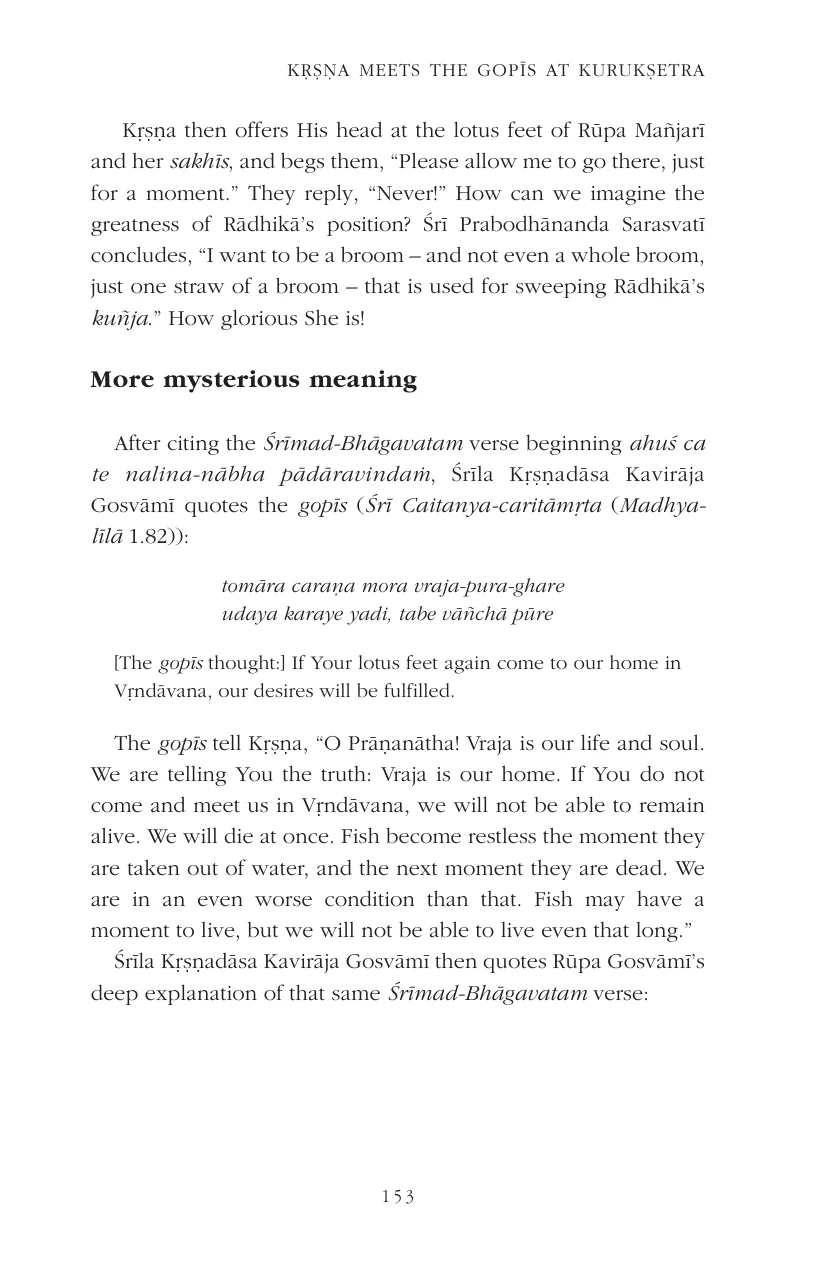 KṚṢṆA MEETS THE GOPĪS AT KURUKṢETRA
Kṛṣṇa then offers His head at the lotus feet of Rūpa Mañjarī
and her sakhīs, and begs them, “Please allow me to go there, just
for a moment.” They reply, “Never!” How can we imagine the
greatness of Rādhikā’s position? Śrī Prabodhānanda Sarasvatī
concludes, “I want to be a broom – and not even a whole broom,
just one straw of a broom – that is used for sweeping Rādhikā’s
kuñja.” How glorious She is!
More mysterious meaning
After citing the Śrīmad-Bhāgavatam verse beginning ahuś ca
te nalina-nābha pādāravindaṁ, Śrīla Kṛṣṇadāsa Kavirāja
Gosvāmī quotes the gopīs (Śrī Caitanya-caritāmṛta (Madhya-
līlā 1.82)):
tomāra caraṇa mora vraja-pura-ghare
udaya karaye yadi, tabe vāñchā pūre
[The gopīs thought:] If Your lotus feet again come to our home in
Vṛndāvana, our desires will be fulfilled.
The gopīs tell Kṛṣṇa, “O Prāṇanātha! Vraja is our life and soul.
We are telling You the truth: Vraja is our home. If You do not
come and meet us in Vṛndāvana, we will not be able to remain
alive. We will die at once. Fish become restless the moment they
are taken out of water, and the next moment they are dead. We
are in an even worse condition than that. Fish may have a
moment to live, but we will not be able to live even that long.”
Śrīla Kṛṣṇadāsa Kavirāja Gosvāmī then quotes Rūpa Gosvāmī’s
deep explanation of that same Śrīmad-Bhāgavatam verse:
153